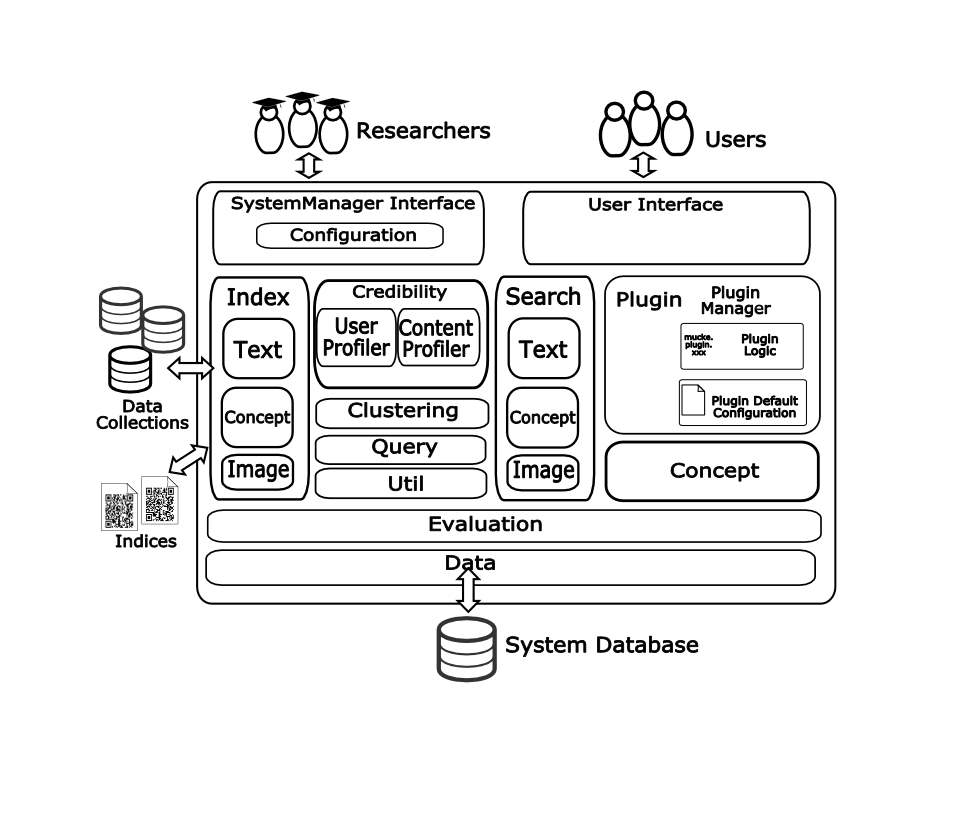 Researchers
Users
SystemManager Interface
Configuration
User Interface
Index
Text
Concept
Image
Credibility
User
Profiler
Content
Profiler
Clustering
Query
Util
Search
Text
Concept
Image
Plugin
Plugin
Manager
mucke.
plugin.
xxx
Plugin
Logic
Plugin Default
Configuration
Concept
Data
Collections
Indices
Evaluation
Data
System Database